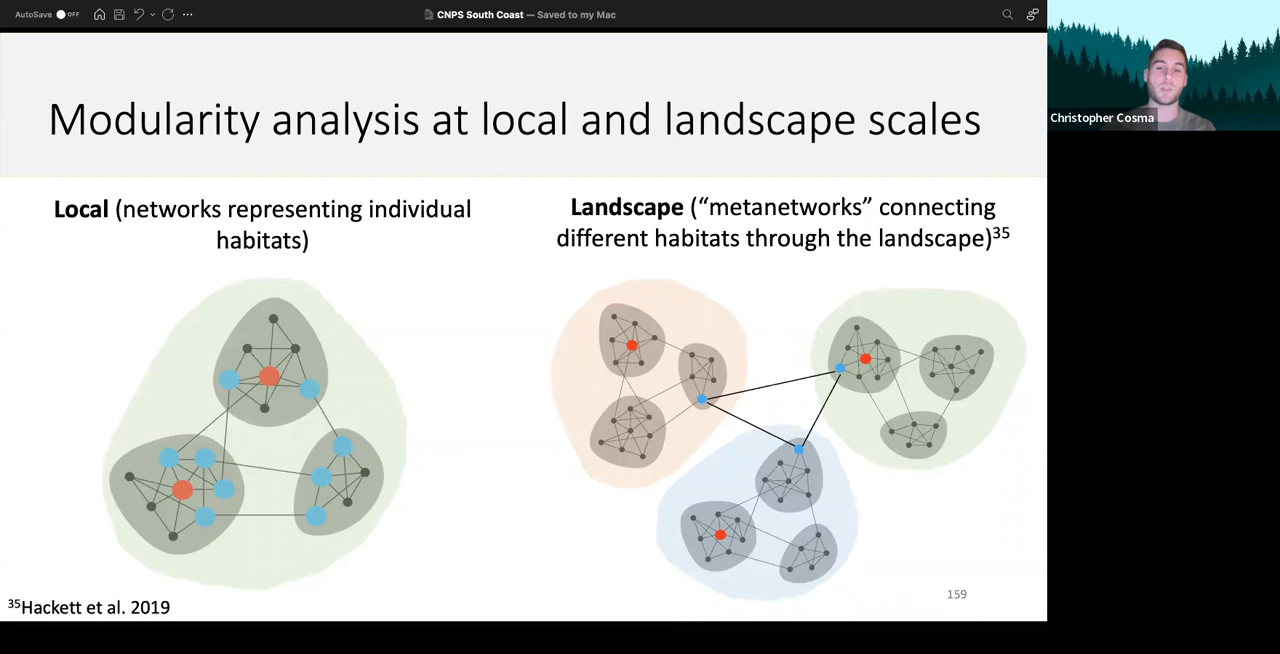 AutoSave OFF
CNPS South Coast — Saved to my Mac
Christopher Cosma
Modularity analysis at local and landscape scales
Local (networks representing individual
habitats)
Landscape (“metanetworks” connecting
different habitats through the landscape)³⁵
³⁵Hackett et al. 2019
159